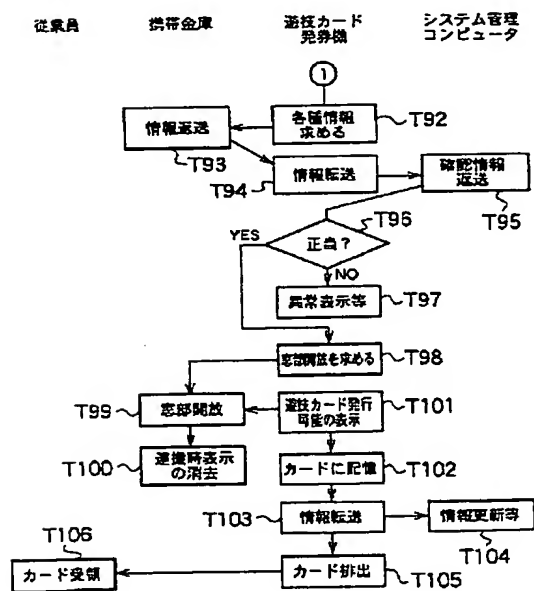 従業員
携帯金庫
遊技カード
発券機
システム管理
コンピュータ
1
各種情報
求める
T92
情報返送
T93
情報転送
T94
確認情報
返送
T95
正当?
T96
YES
NO
異常表示等
T97
窓部開放を求める
T98
窓部開放
T99
遊技カード発行
可能の表示
T101
連携時表示
の消去
T100
カードに記憶
T102
情報転送
T103
情報更新等
T104
カード排出
T105
カード受領
T106